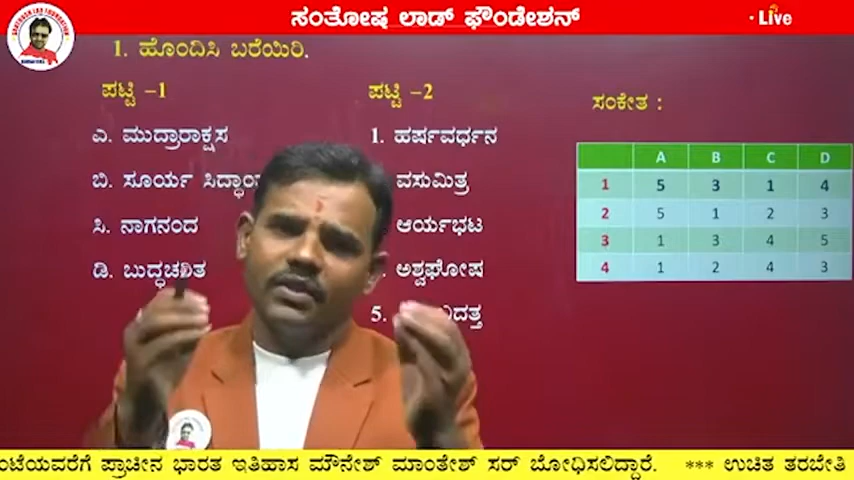 ಸಂತೋಷ ಲಾಡ್ ಫೌಂಡೇಶನ್
Live
1. ಹೊಂದಿಸಿ ಬರೆಯಿರಿ.
ಪಟ್ಟಿ –1
ಪಟ್ಟಿ –2
ಸಂಕೇತ :
ಎ. ಮುದ್ರಾರಾಕ್ಷಸ
1. ಹರ್ಷವರ್ಧನ
ಬಿ. ಸೂರ್ಯ
ವಸುಮಿತ್ರ
ಸಿ. ನಾಗನಂದ
ಆರ್ಯಭಟ
ಡಿ. ಬುದ್ಧಚರಿತ
ಅಶ್ವಘೋಷ
5.
A B C D
1 5 3 1 4
2 5 1 2 3
3 1 3 4 5
4 1 2 4 3
ಪ್ರಾಚೀನ ಭಾರತ ಇತಿಹಾಸ ಮೌನೇಶ್ ಮಾಂತೇಶ್ ಸರ್ ಬೋಧಿಸಲಿದ್ದಾರೆ. *** ಉಚಿತ ತರಬೇತಿ